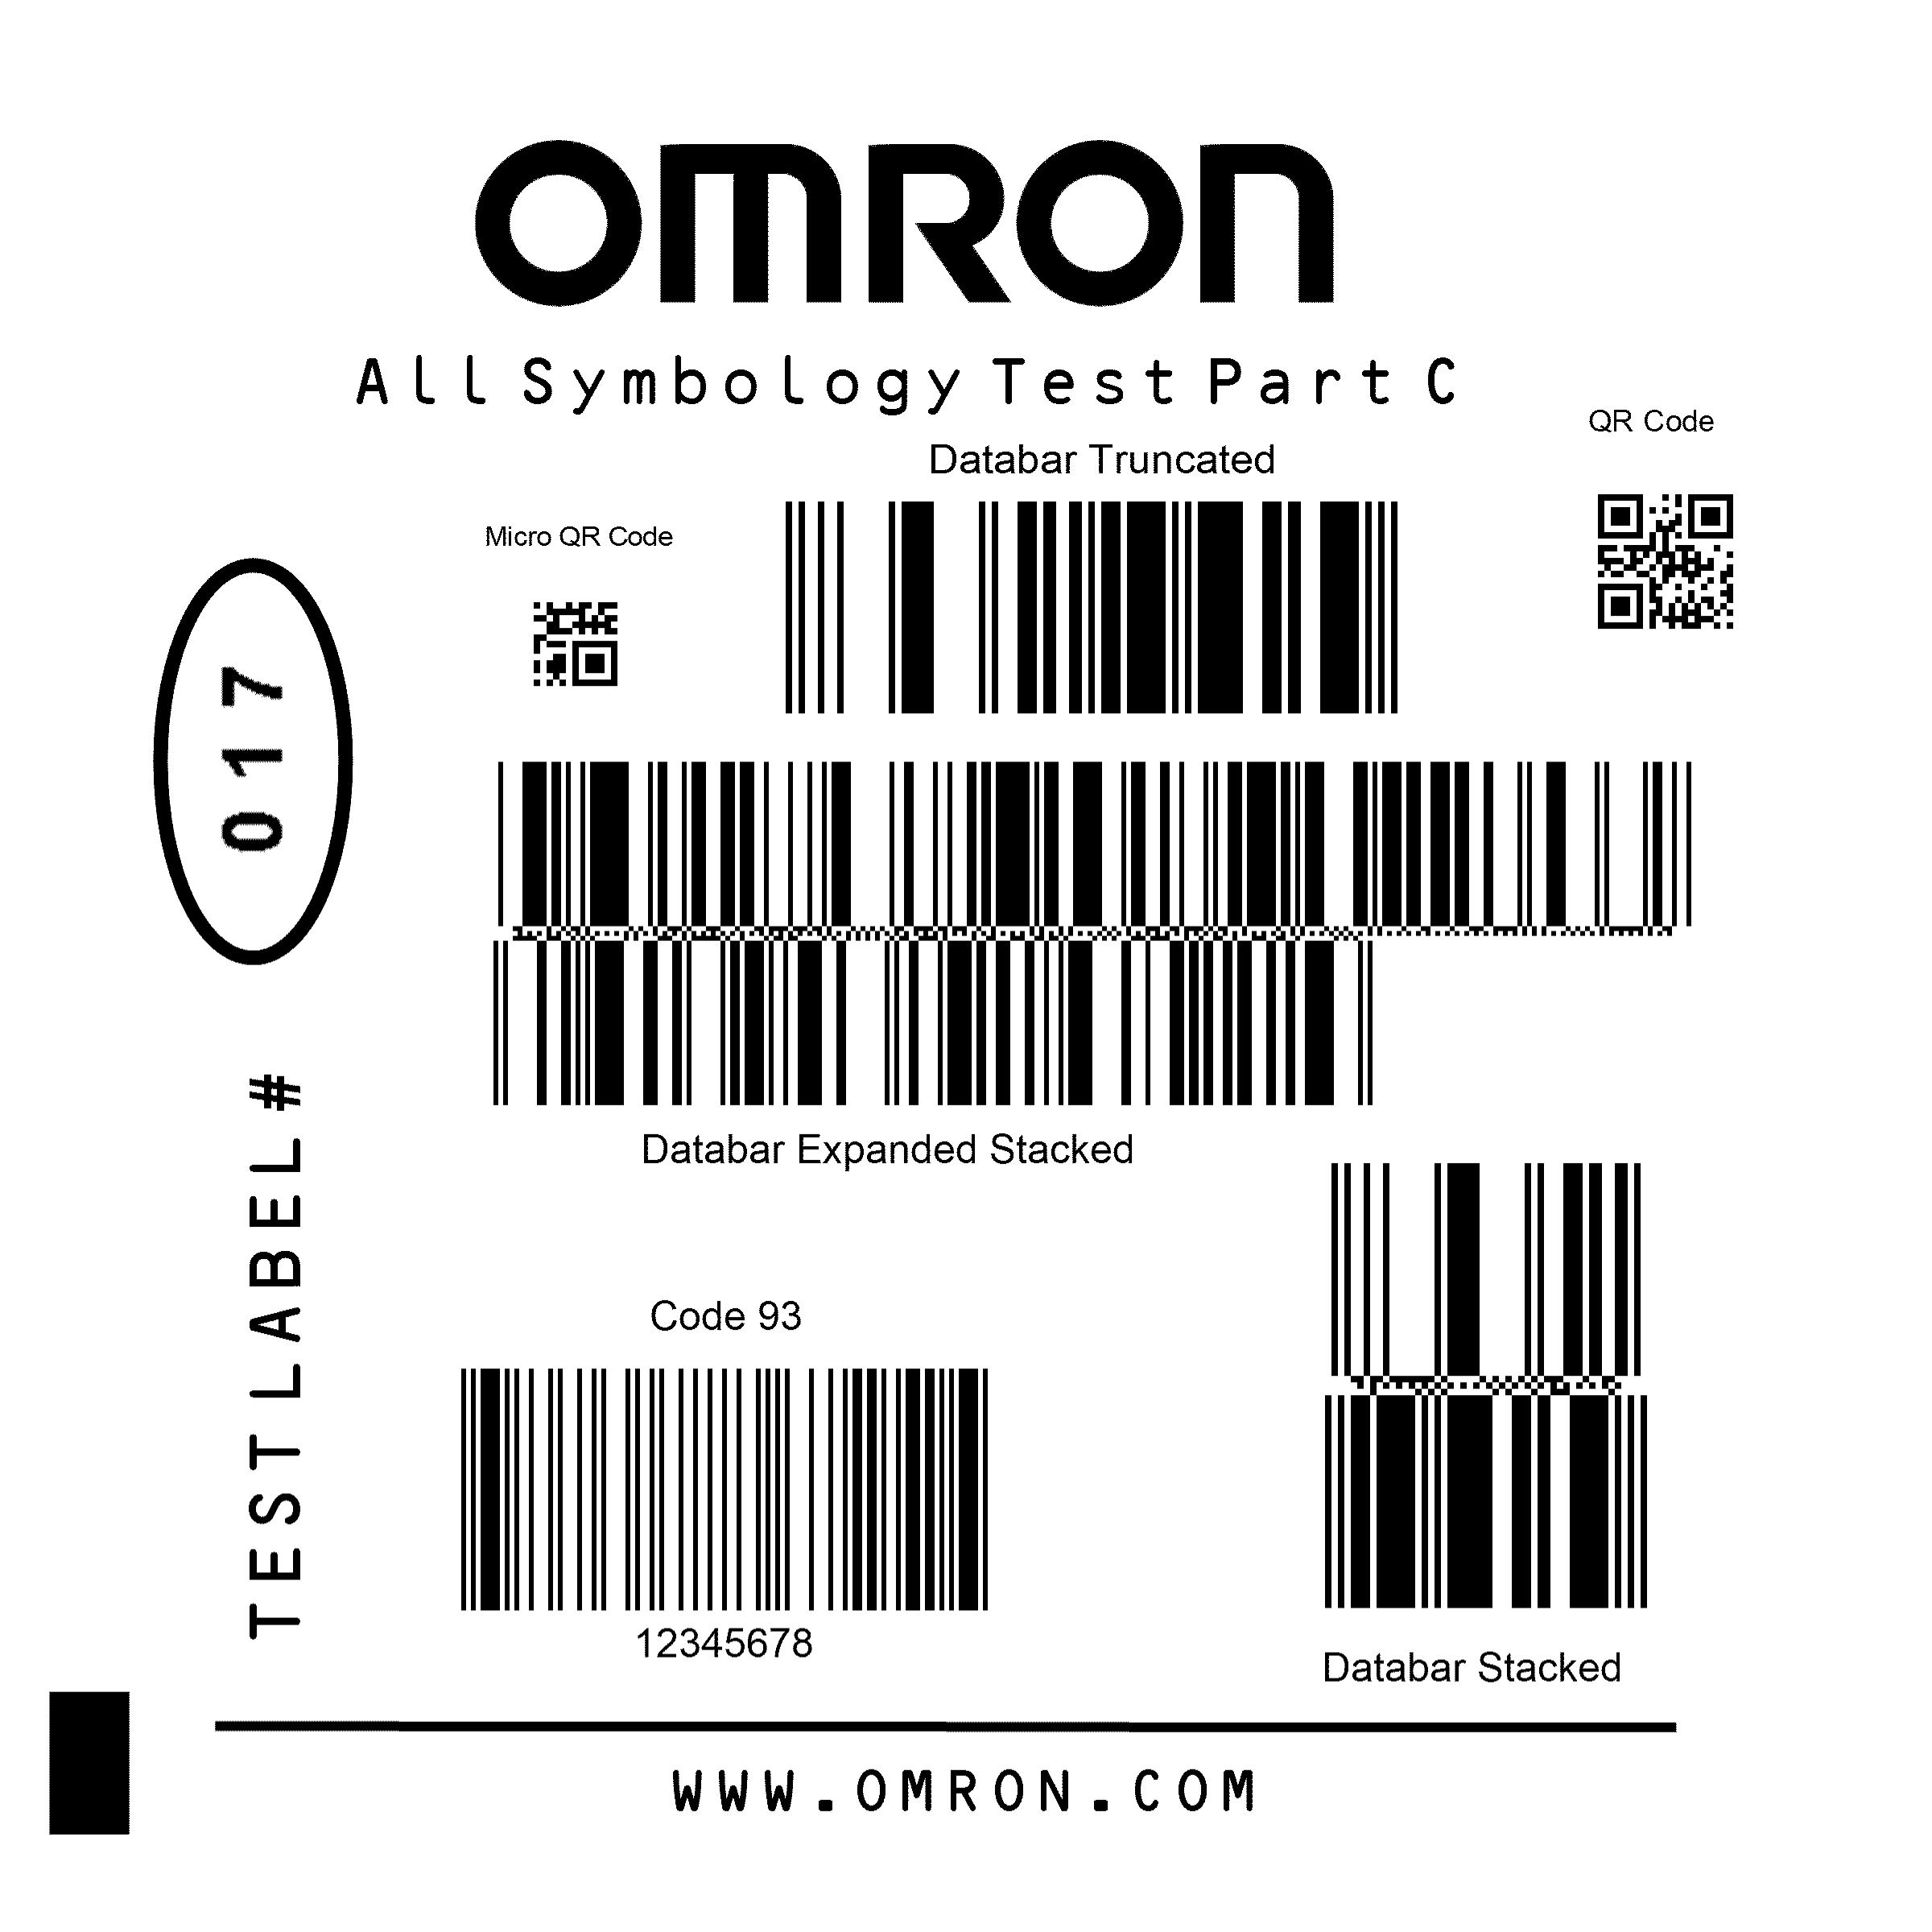 OMRON
All Symbology Test Part C
QR Code
Databar Truncated
Micro QR Code
017
TEST LABEL #
Databar Expanded Stacked
Code 93
12345678
Databar Stacked
WWW.OMRON.COM